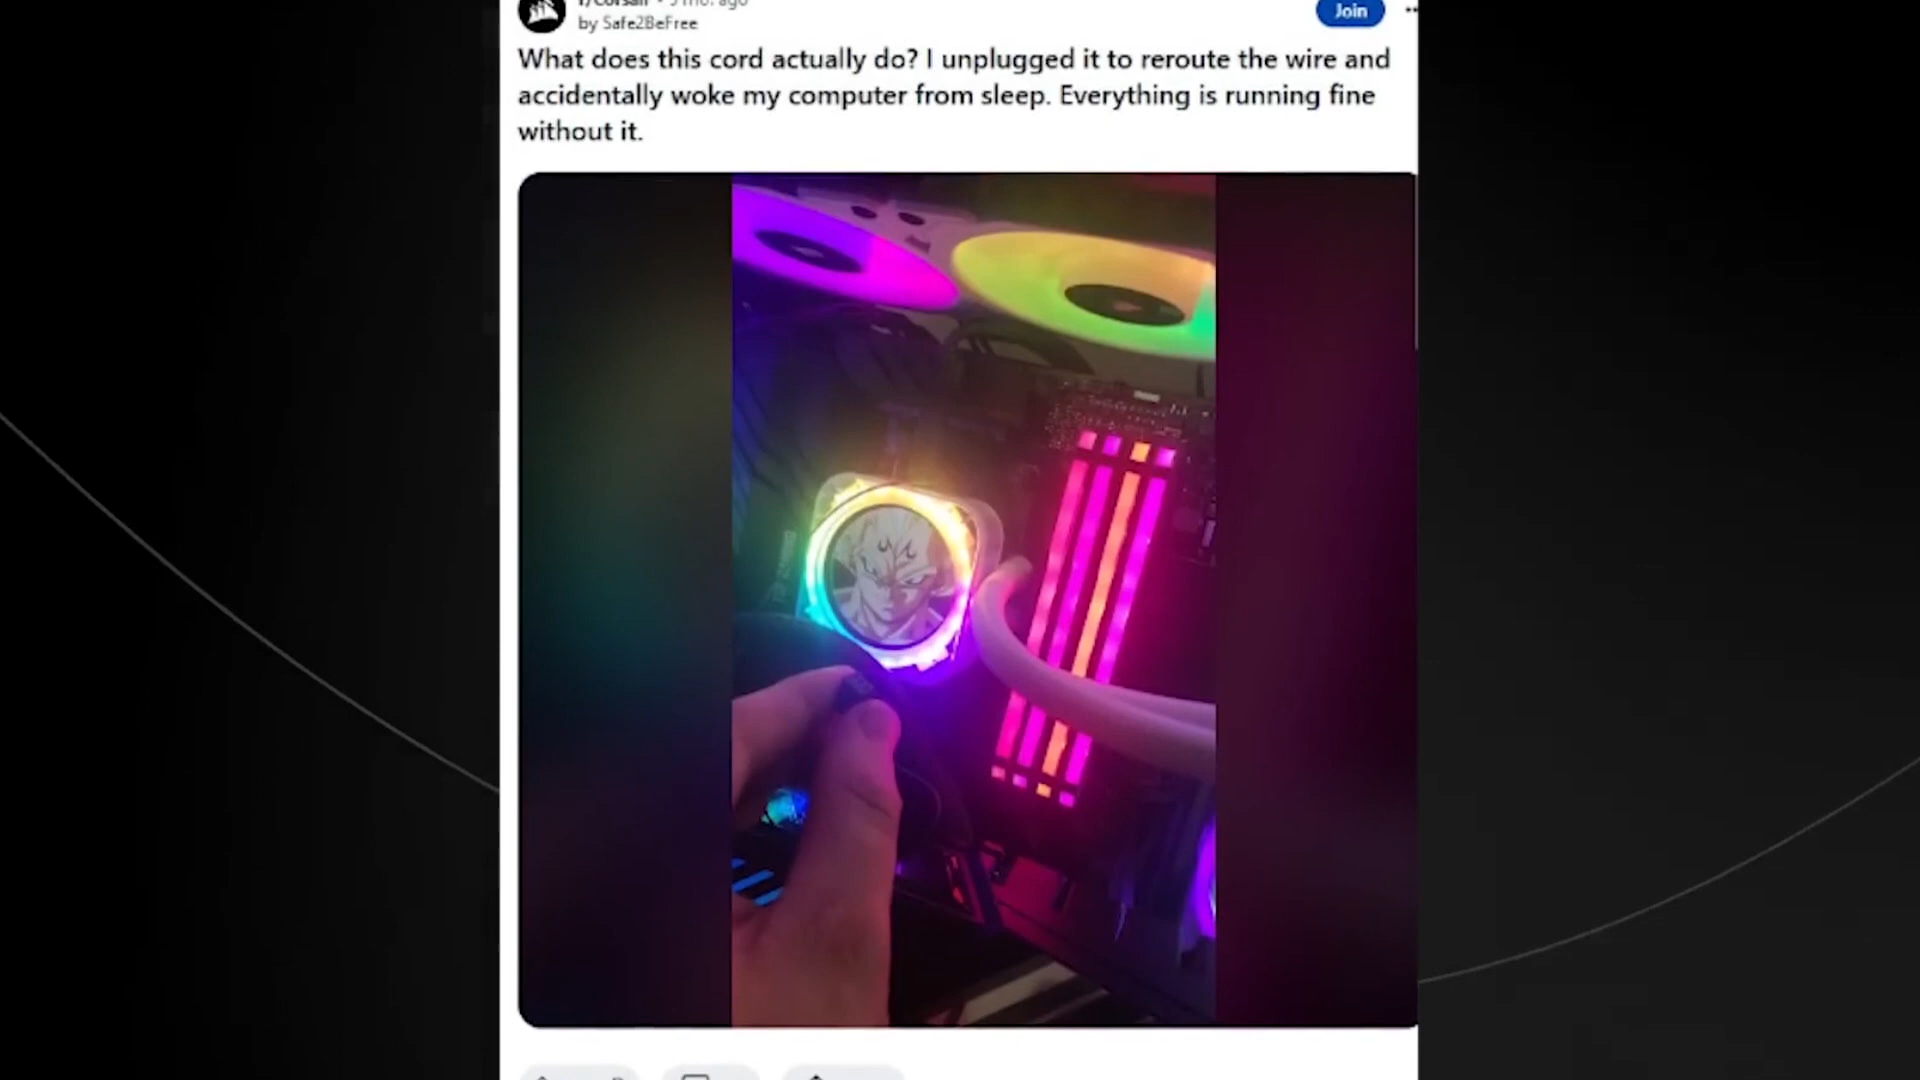 by Safe2BeFree
Join
What does this cord actually do? I unplugged it to reroute the wire and
accidentally woke my computer from sleep. Everything is running fine
without it.